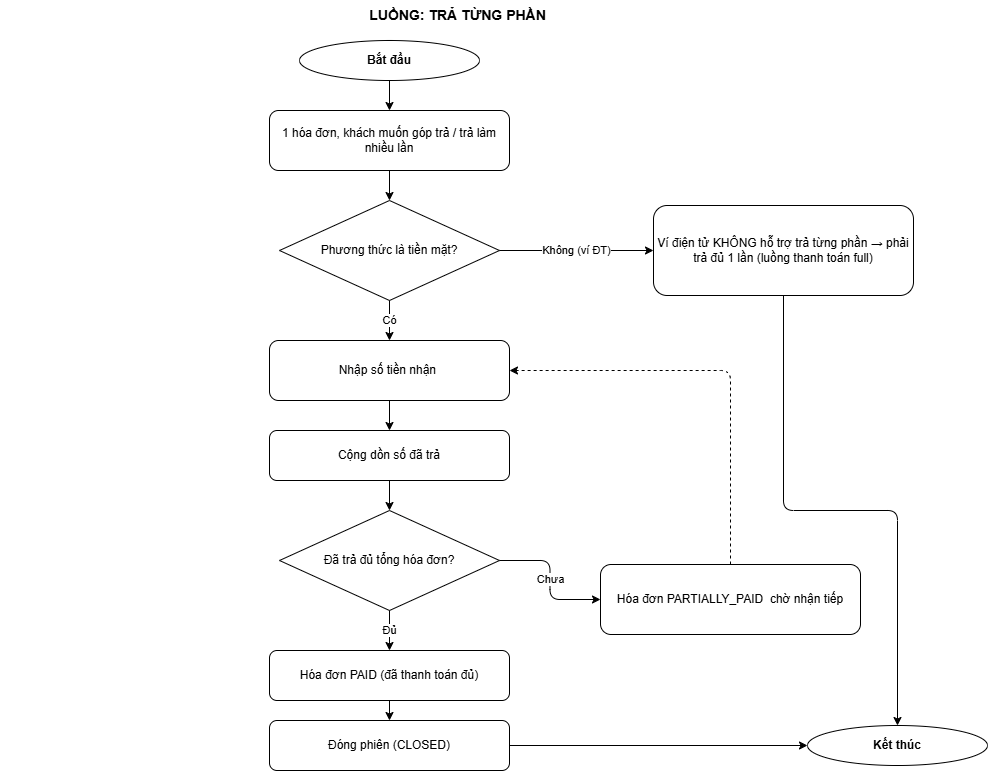 LUỒNG: TRẢ TỪNG PHẦN
Bắt đầu
1 hóa đơn, khách muốn góp trả / trả làm
nhiều lần
Phương thức là tiền mặt?
Không (ví ĐT)
Ví điện tử KHÔNG hỗ trợ trả từng phần → phải
trả đủ 1 lần (luồng thanh toán full)
Có
Nhập số tiền nhận
Cộng dồn số đã trả
Đã trả đủ tổng hóa đơn?
Chưa
Hóa đơn PARTIALLY_PAID  chờ nhận tiếp
Đủ
Hóa đơn PAID (đã thanh toán đủ)
Đóng phiên (CLOSED)
Kết thúc